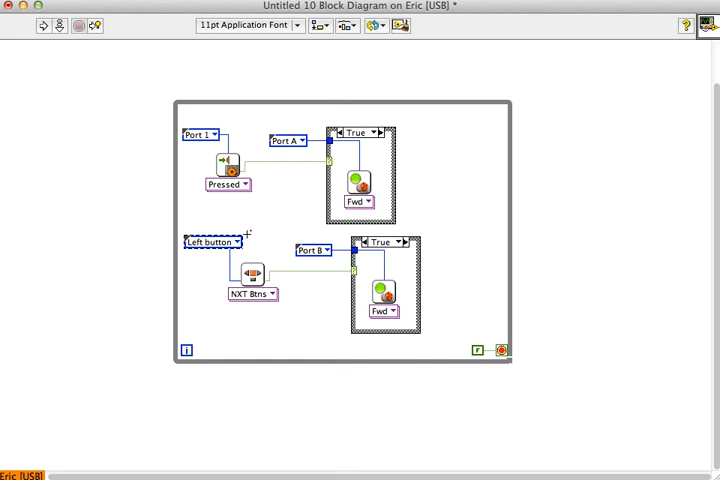 Untitled 10 Block Diagram on Eric [USB] *
11pt Application Font
?
Port 1
Port A
True
?
Pressed
Fwd
Left button
Port B
True
?
NXT Btns
Fwd
i
F
Eric [USB]